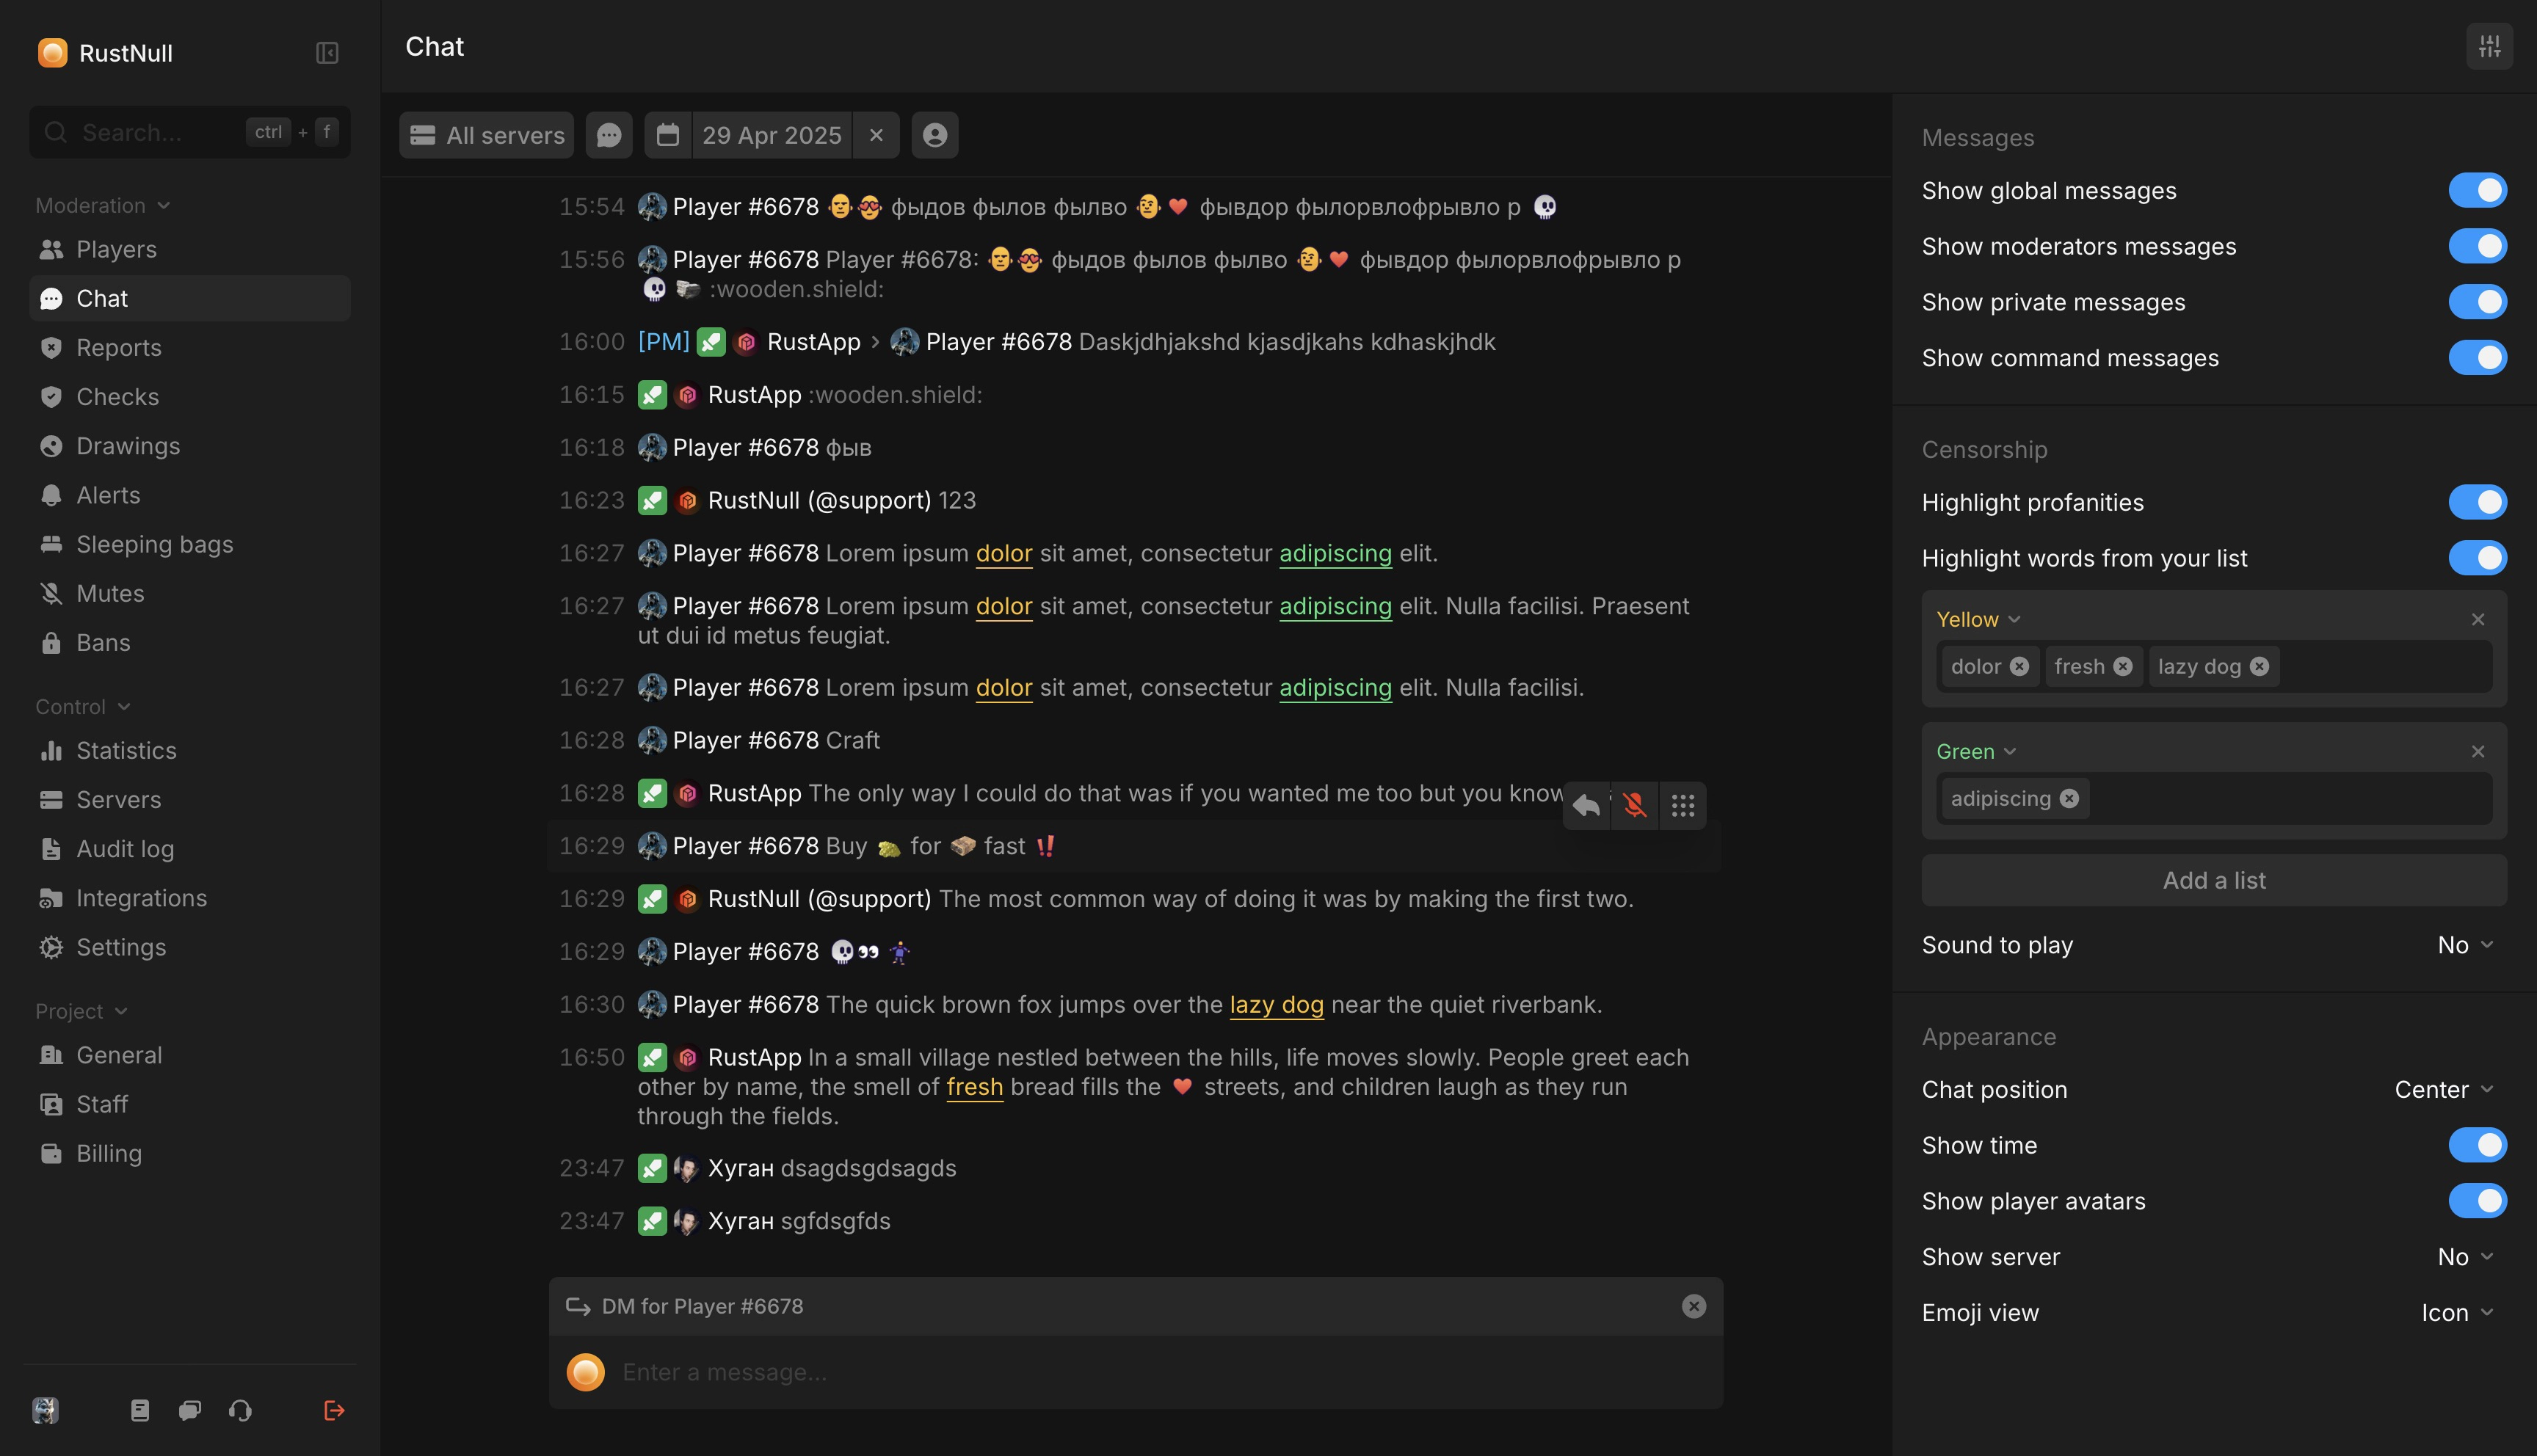 RustNull
Search...
ctrl + f
Moderation
Players
Chat
Reports
Checks
Drawings
Alerts
Sleeping bags
Mutes
Bans
Control
Statistics
Servers
Audit log
Integrations
Settings
Project
General
Staff
Billing
Chat
All servers
29 Apr 2025
15:54 Player #6678 фыдов фылов фылво фывдор фылорвлофрывло р
15:56 Player #6678 Player #6678: фыдов фылов фылво фывдор фылорвлофрывло р
:wooden.shield:
16:00 [PM] RustApp › Player #6678 Daskjdhjakshd kjasdjkahs kdhaskjhdk
16:15 RustApp :wooden.shield:
16:18 Player #6678 фыв
16:23 RustNull (@support) 123
16:27 Player #6678 Lorem ipsum dolor sit amet, consectetur adipiscing elit.
16:27 Player #6678 Lorem ipsum dolor sit amet, consectetur adipiscing elit. Nulla facilisi. Praesent
ut dui id metus feugiat.
16:27 Player #6678 Lorem ipsum dolor sit amet, consectetur adipiscing elit. Nulla facilisi.
16:28 Player #6678 Craft
16:28 RustApp The only way I could do that was if you wanted me too but you know
16:29 Player #6678 Buy for fast
16:29 RustNull (@support) The most common way of doing it was by making the first two.
16:29 Player #6678
16:30 Player #6678 The quick brown fox jumps over the lazy dog near the quiet riverbank.
16:50 RustApp In a small village nestled between the hills, life moves slowly. People greet each
other by name, the smell of fresh bread fills the streets, and children laugh as they run
through the fields.
23:47 Хуган dsagdsgdsagds
23:47 Хуган sgfdsgfds
DM for Player #6678
Enter a message...
Messages
Show global messages
Show moderators messages
Show private messages
Show command messages
Censorship
Highlight profanities
Highlight words from your list
Yellow
dolor fresh lazy dog
Green
adipiscing
Add a list
Sound to play No
Appearance
Chat position Center
Show time
Show player avatars
Show server No
Emoji view Icon